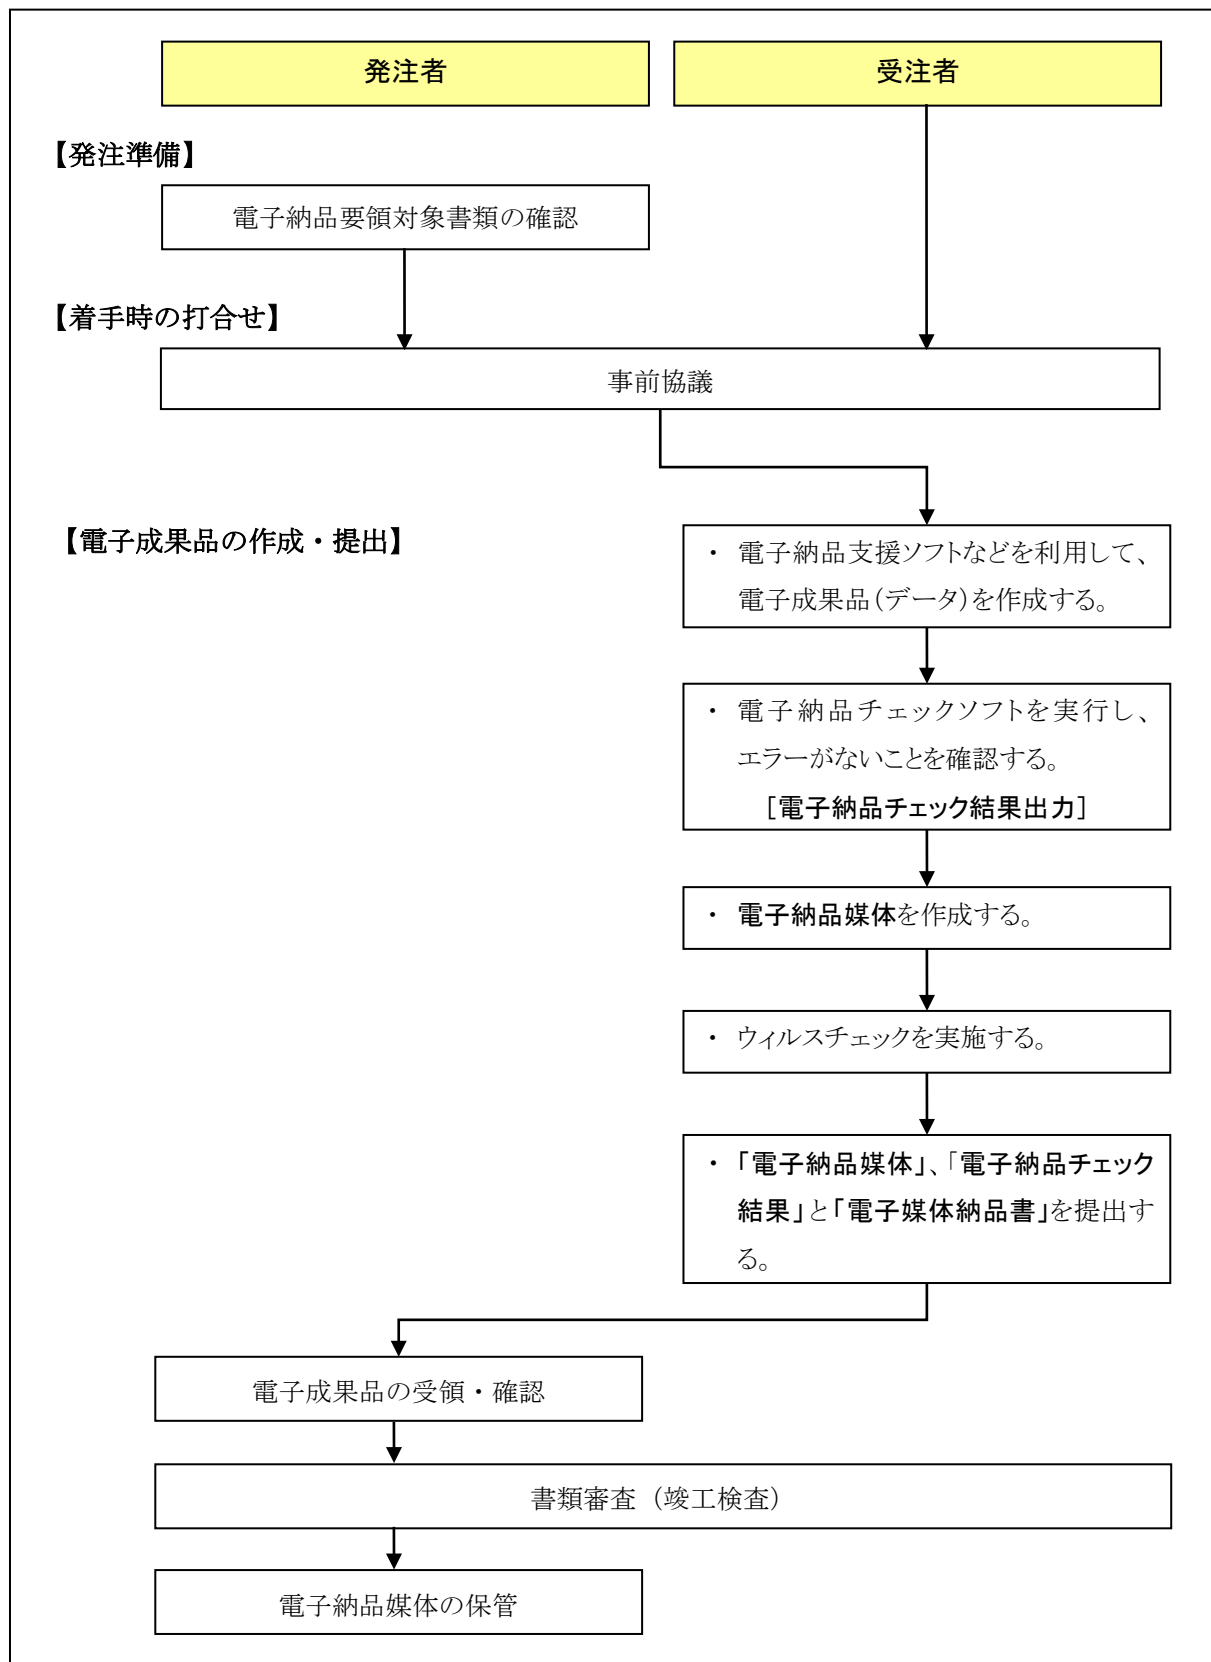 発注者
受注者
【発注準備】
電子納品要領対象書類の確認
【着手時の打合せ】
事前協議
【電子成果品の作成・提出】
・ 電子納品支援ソフトなどを利用して、
電子成果品(データ)を作成する。
・ 電子納品チェックソフトを実行し、
エラーがないことを確認する。
[電子納品チェック結果出力]
・ 電子納品媒体を作成する。
・ ウィルスチェックを実施する。
・ 「電子納品媒体」、「電子納品チェック
結果」と「電子媒体納品書」を提出す
る。
電子成果品の受領・確認
書類審査（竣工検査）
電子納品媒体の保管